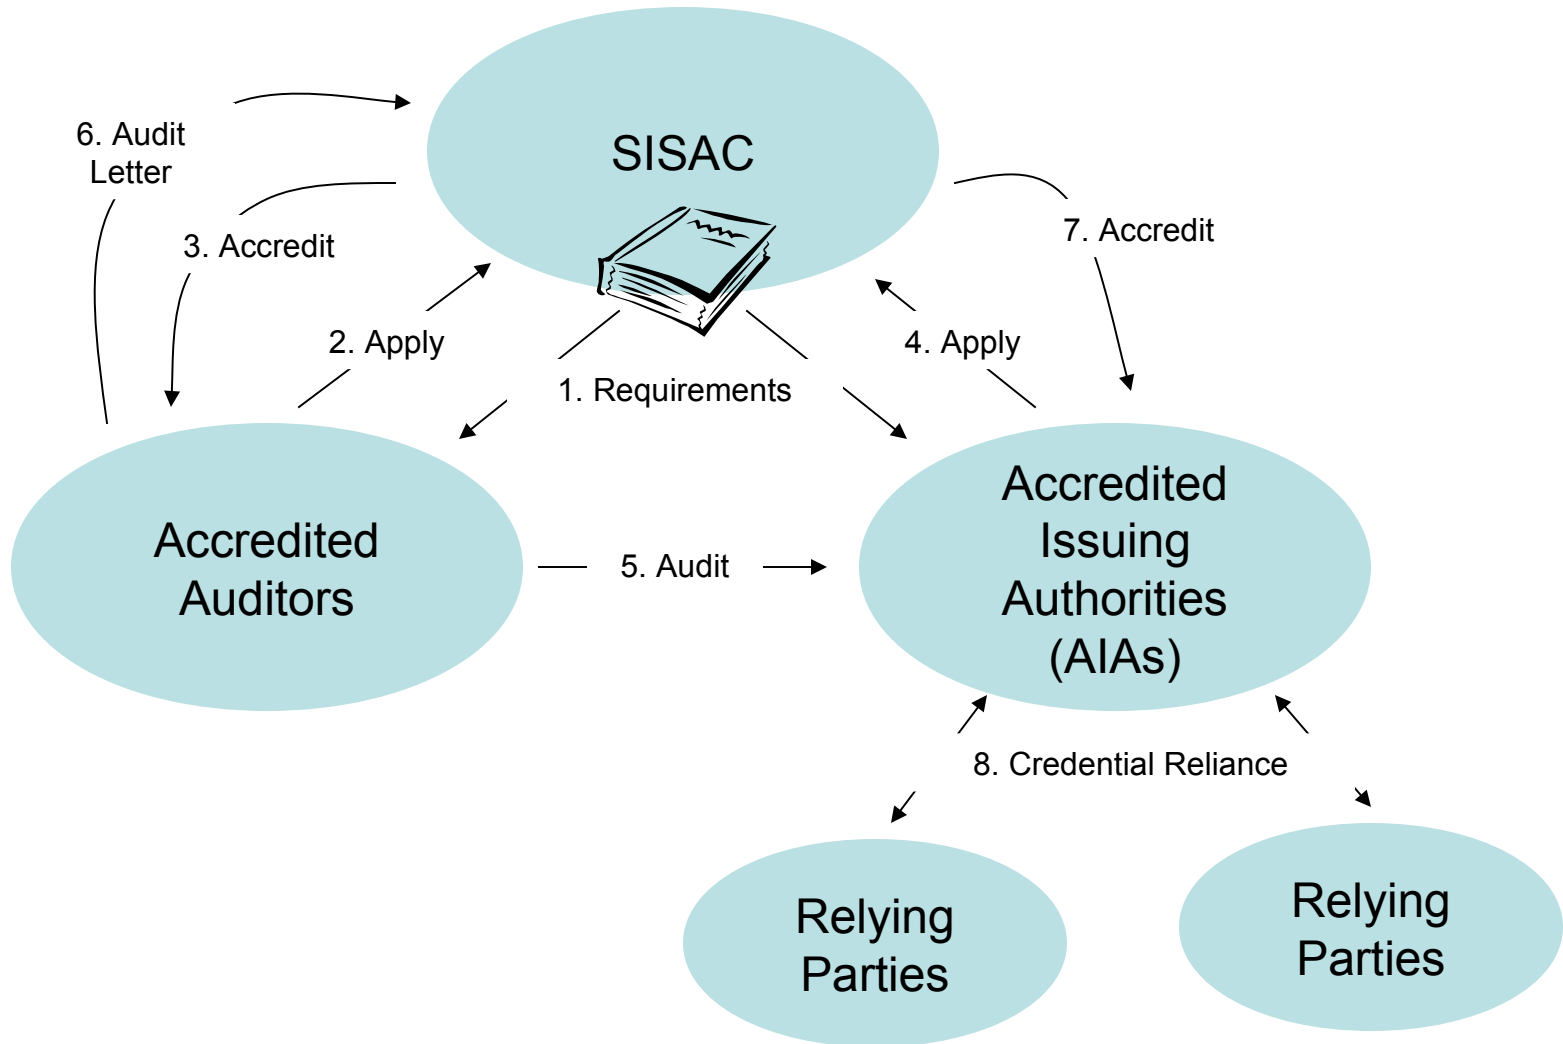 SISAC
6. Audit
Letter
3. Accredit
7. Accredit
2. Apply
4. Apply
1. Requirements
Accredited
Auditors
5. Audit
Accredited
Issuing
Authorities
(AIAs)
8. Credential Reliance
Relying
Parties
Relying
Parties